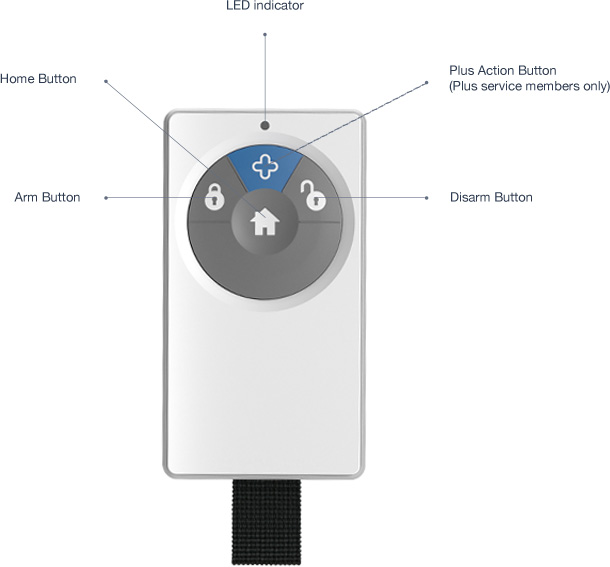 LED indicator
Plus Action Button
(Plus service members only)
Home Button
Arm Button
Disarm Button